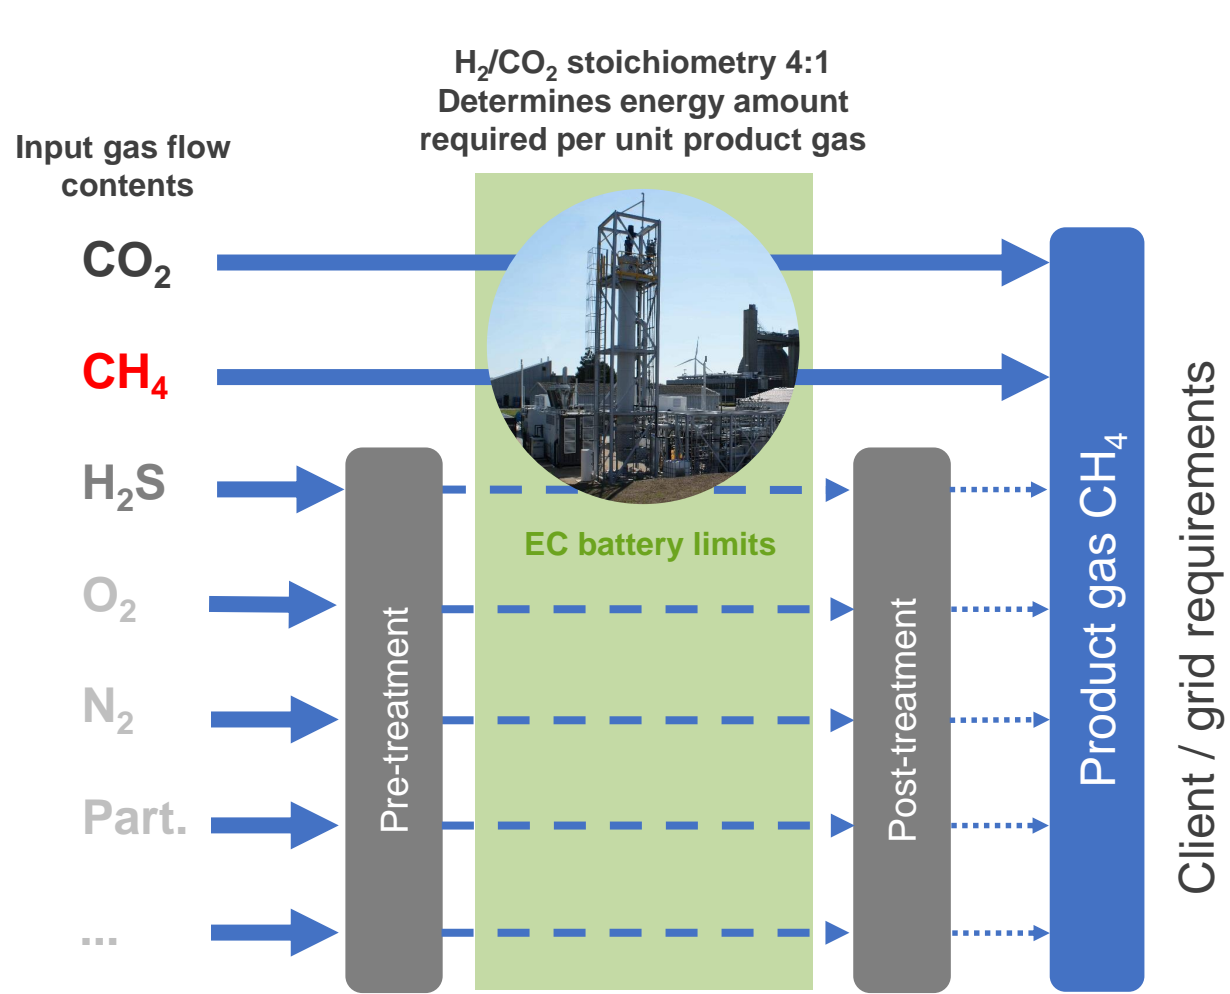 H₂/CO₂ stoichiometry 4:1
Determines energy amount
required per unit product gas
Input gas flow
contents
CO₂
CH₄
H₂S
O₂
N₂
Part.
...
Pre-treatment
EC battery limits
Post-treatment
Product gas CH₄
Client / grid requirements